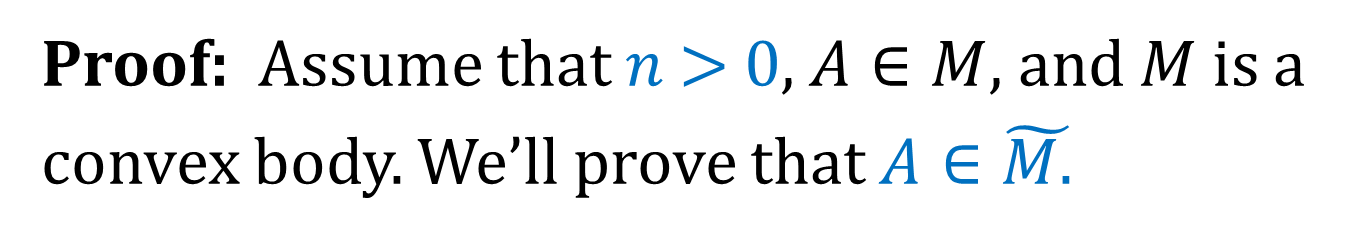 Proof: Assume that n > 0, A ∈ M, and M is a
convex body. We’ll prove that A ∈ M̃.